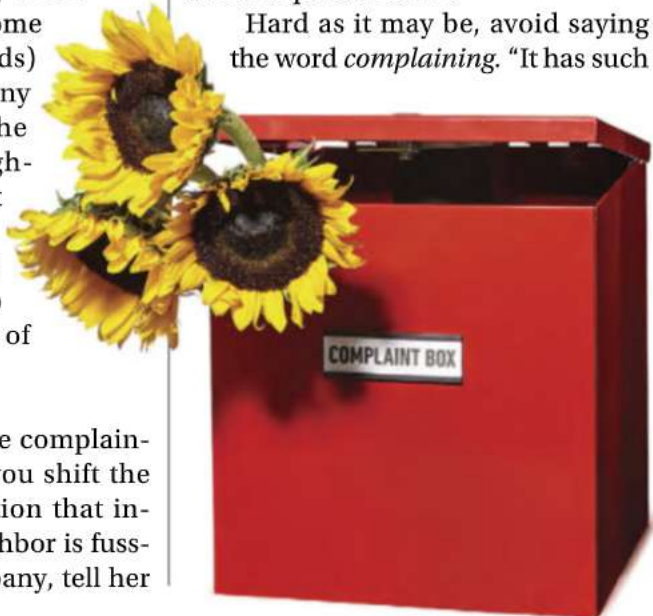 ome
ds)
ny
he
gh-
of
e complain-
you shift the
tion that in-
hbor is fuss-
any, tell her
Hard as it may be, avoid saying
the word complaining. “It has such
COMPLAINT BOX